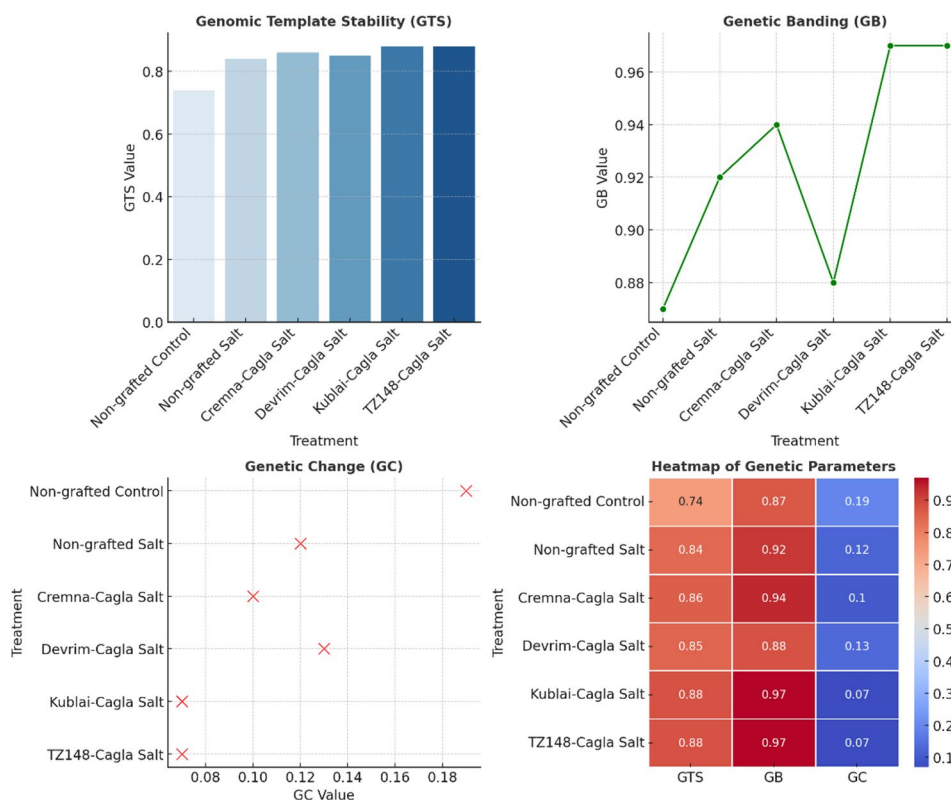 Genomic Template Stability (GTS)
GTS Value
0.8
0.6
0.4
0.2
0.0
Non-grafted Control
Non-grafted Salt
Cremna-Cagla Salt
Devrim-Cagla Salt
Kublai-Cagla Salt
TZ148-Cagla Salt
Treatment
Genetic Banding (GB)
GB Value
0.96
0.94
0.92
0.90
0.88
Non-grafted Control
Non-grafted Salt
Cremna-Cagla Salt
Devrim-Cagla Salt
Kublai-Cagla Salt
TZ148-Cagla Salt
Treatment
Genetic Change (GC)
Treatment
Non-grafted Control
Non-grafted Salt
Cremna-Cagla Salt
Devrim-Cagla Salt
Kublai-Cagla Salt
TZ148-Cagla Salt
0.08 0.10 0.12 0.14 0.16 0.18
GC Value
Heatmap of Genetic Parameters
Treatment
Non-grafted Control 0.74 0.87 0.19
Non-grafted Salt 0.84 0.92 0.12
Cremna-Cagla Salt 0.86 0.94 0.1
Devrim-Cagla Salt 0.85 0.88 0.13
Kublai-Cagla Salt 0.88 0.97 0.07
TZ148-Cagla Salt 0.88 0.97 0.07
GTS GB GC
0.9
0.8
0.7
0.6
0.5
0.4
0.3
0.2
0.1